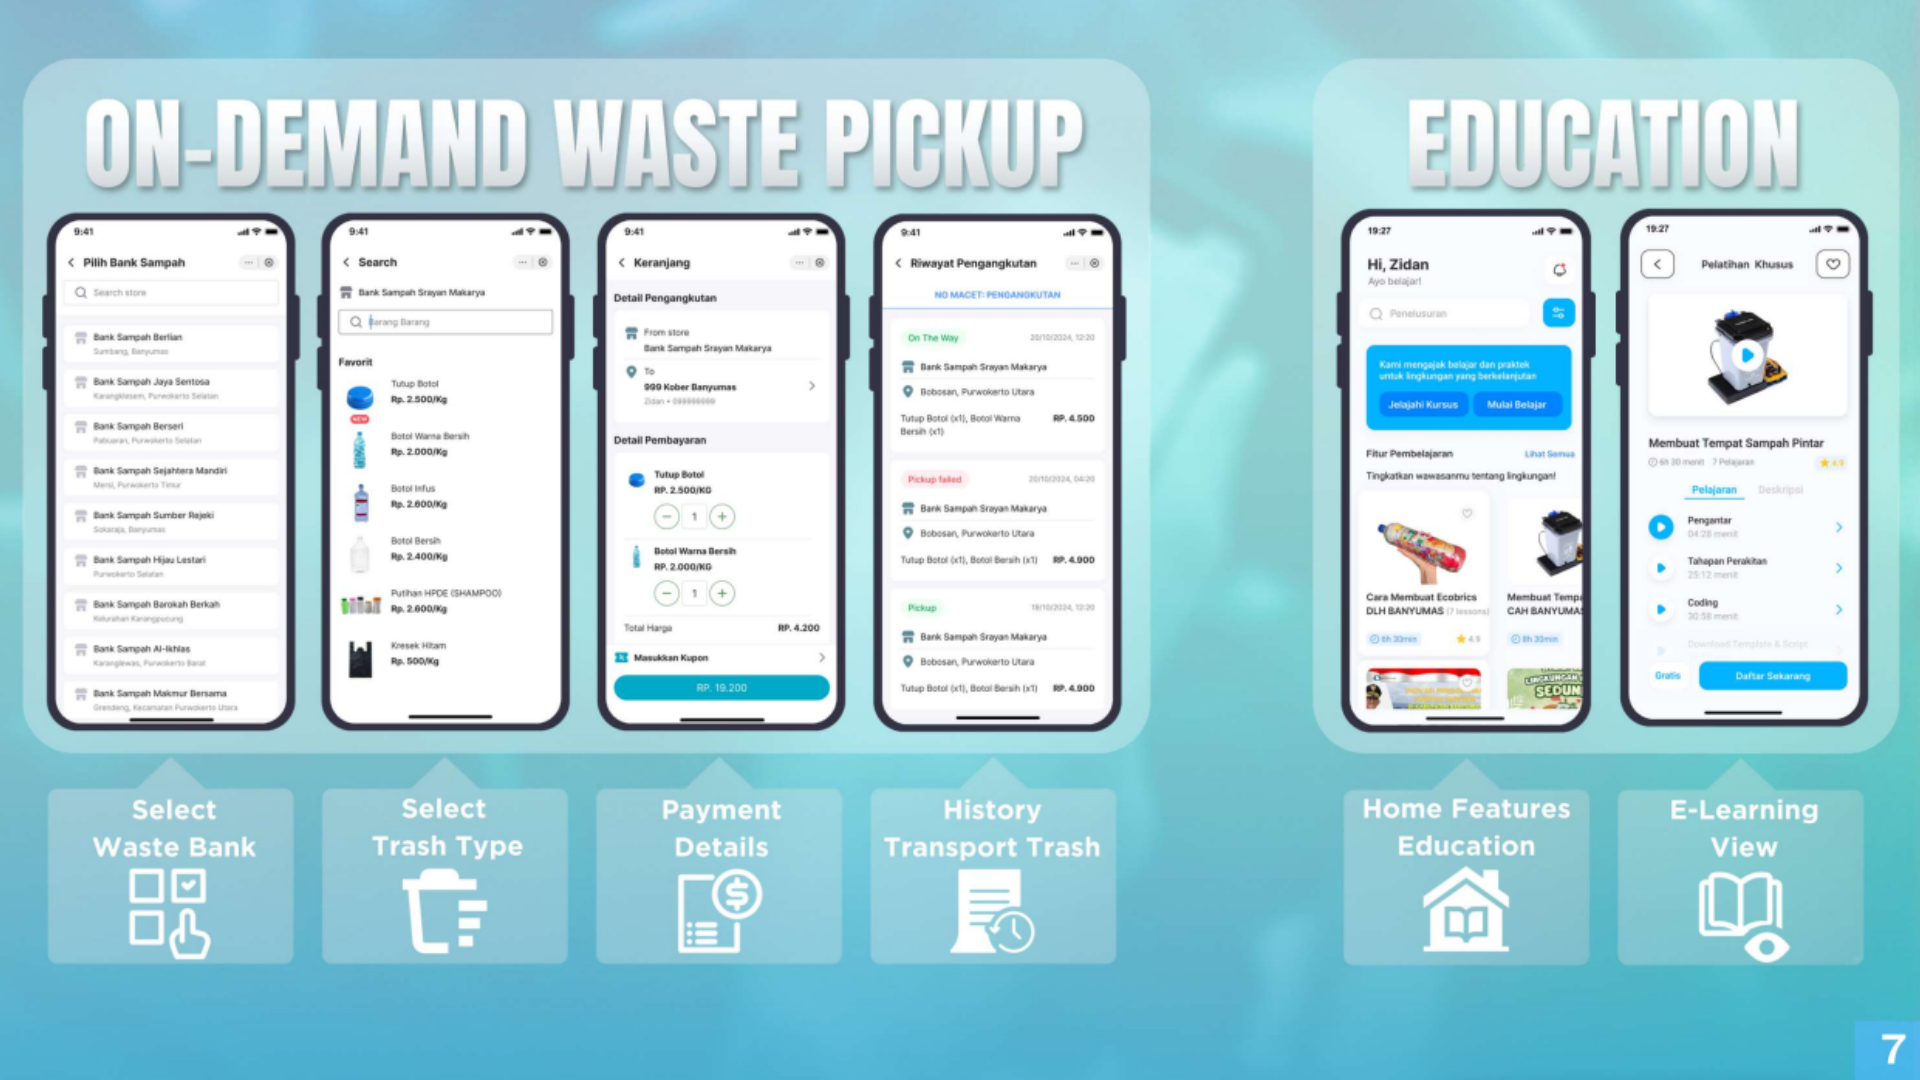 ON-DEMAND WASTE PICKUP
9:41
Pilih Bank Sampah
Search store
Bank Sampah Berlian
Sumbang, Banyumas
Bank Sampah Jaya Sentosa
Karangklesem, Purwokerto Selatan
Bank Sampah Berseri
Pabuaran, Purwokerto Selatan
Bank Sampah Sejahtera Mandiri
Mersi, Purwokerto Timur
Bank Sampah Sumber Rejeki
Sokaraja, Banyumas
Bank Sampah Hijau Lestari
Purwokerto Selatan
Bank Sampah Barokah Berkah
Kelurahan Karangpucung
Bank Sampah Al-Ikhlas
Karanglewas, Purwokerto Barat
Bank Sampah Makmur Bersama
Grendeng, Kecamatan Purwokerto Utara
9:41
Search
Bank Sampah Srayan Makarya
Barang Barang
Favorit
Tutup Botol
Rp. 2.500/Kg
NEW
Botol Warna Bersih
Rp. 2.000/Kg
Botol Infus
Rp. 2.600/Kg
Botol Bersih
Rp. 2.400/Kg
Putihan HPDE (SHAMPOO)
Rp. 2.600/Kg
Kresek Hitam
Rp. 500/Kg
9:41
Keranjang
Detail Pengangkutan
From store
Bank Sampah Srayan Makarya
To
999 Kober Banyumas
Zidan • 099999999
Detail Pembayaran
Tutup Botol
RP. 2.500/KG
1
Botol Warna Bersih
RP. 2.000/KG
1
Total Harga RP. 4.200
Masukkan Kupon
RP. 19.200
9:41
Riwayat Pengangkutan
NO MACET: PENGANGKUTAN
On The Way 20/10/2024, 12:20
Bank Sampah Srayan Makarya
Bobosan, Purwokerto Utara
Tutup Botol (x1), Botol Warna RP. 4.500
Bersih (x1)
Pickup failed 20/10/2024, 04:20
Bank Sampah Srayan Makarya
Bobosan, Purwokerto Utara
Tutup Botol (x1), Botol Bersih (x1) RP. 4.900
Pickup 18/10/2024, 12:20
Bank Sampah Srayan Makarya
Bobosan, Purwokerto Utara
Tutup Botol (x1), Botol Bersih (x1) RP. 4.900
Select
Waste Bank
Select
Trash Type
Payment
Details
History
Transport Trash
EDUCATION
19:27
Hi, Zidan
Ayo belajar!
Penelusuran
Kami mengajak belajar dan praktek
untuk lingkungan yang berkelanjutan
Jelajahi Kursus Mulai Belajar
Fitur Pembelajaran Lihat Semua
Tingkatkan wawasanmu tentang lingkungan!
Cara Membuat Ecobrics
DLH BANYUMAS (7 lessons)
6h 30min 4.9
Membuat Tempa
CAH BANYUMAS
6h 30min
LINGKUNGAN
SEDUN
19:27
Pelatihan Khusus
Membuat Tempat Sampah Pintar
6h 30 menit 7 Pelajaran 4.9
Pelajaran Deskripsi
Pengantar
04:28 menit
Tahapan Perakitan
25:12 menit
Coding
30:58 menit
Download Template & Script
Gratis Daftar Sekarang
Home Features
Education
E-Learning
View
7